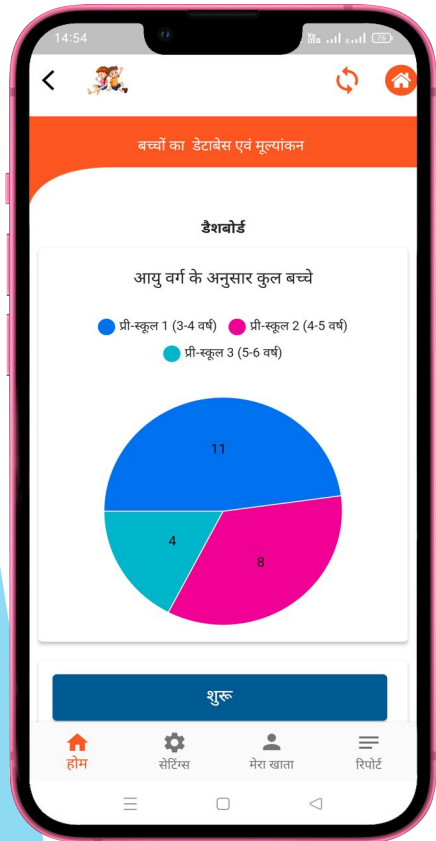 14:54
76
बच्चों का डेटाबेस एवं मूल्यांकन
डैशबोर्ड
आयु वर्ग के अनुसार कुल बच्चे
प्री-स्कूल 1 (3-4 वर्ष) प्री-स्कूल 2 (4-5 वर्ष)
प्री-स्कूल 3 (5-6 वर्ष)
11
4
8
शुरू
होम सेटिंग्स मेरा खाता रिपोर्ट